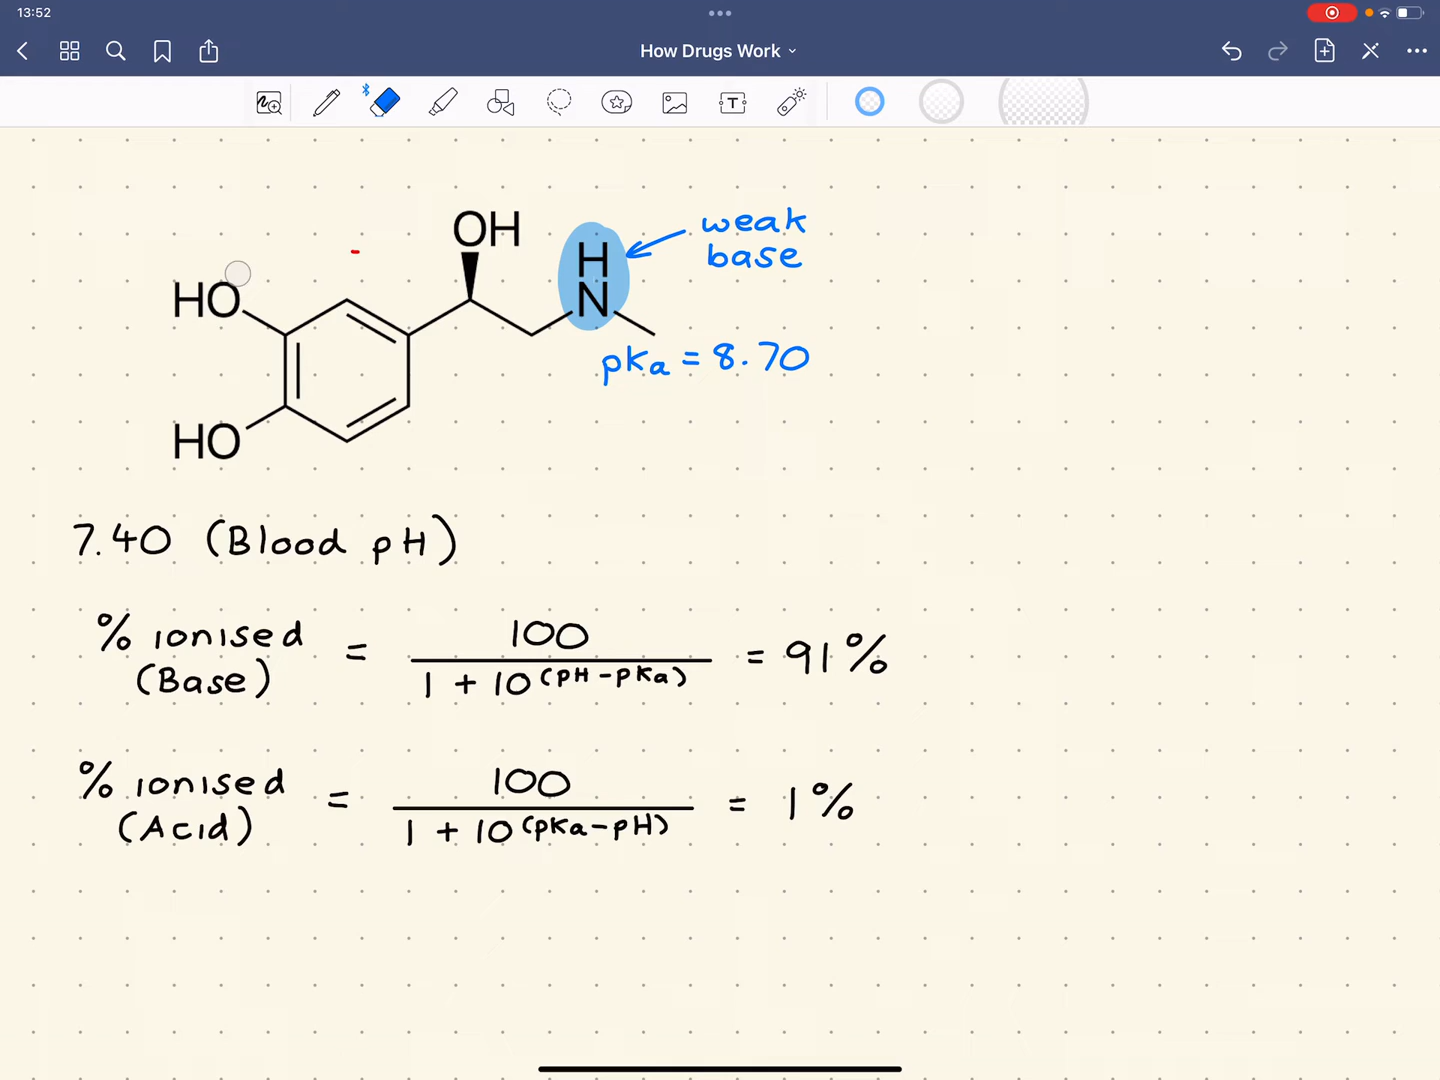 13:52
How Drugs Work
T
OH
H
N
HO
HO
weak
base
pka = 8.70
7.40 (Blood pH)
% ionised (Base) = 100 / 1 + 10 (pH - pKa) = 91%
% ionised (Acid) = 100 / 1 + 10 (pKa - pH) = 1%